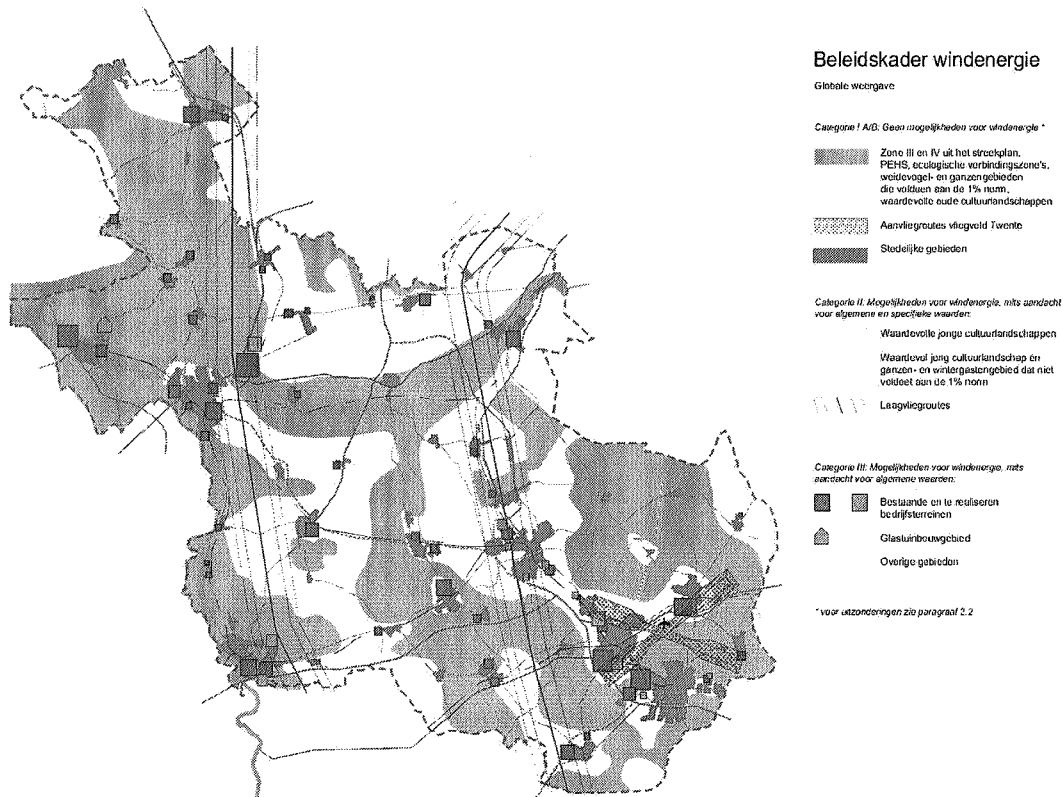 Beleidskader windenergie
Globale weergave
Categorie I A/B: Geen mogelijkheden voor windenergie *
Zone III en IV uit het streekplan,
PEHS, ecologische verbindingszone's,
weidevogel- en ganzengebieden
die voldoen aan de 1% norm,
waardevolle oude cultuurlandschappen
Aanvliegroutes vliegveld Twente
Stedelijke gebieden
Categorie II: Mogelijkheden voor windenergie, mits aandacht
voor algemene en specifieke waarden:
Waardevolle jonge cultuurlandschappen
Waardevol jong cultuurlandschap en
ganzen- en wintergastengebied dat niet
voldoet aan de 1% norm
Laagvliegroutes
Categorie III: Mogelijkheden voor windenergie, mits
aandacht voor algemene waarden:
Bestaande en te realiseren
bedrijfsterreinen
Glastuinbouwgebied
Overige gebieden
* voor uitzonderingen zie paragraaf 2.2